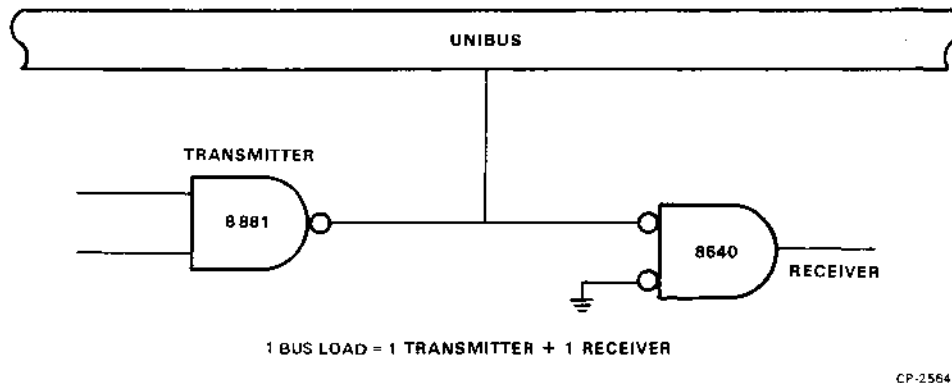 UNIBUS
TRANSMITTER
8881
8640
RECEIVER
1 BUS LOAD = 1 TRANSMITTER + 1 RECEIVER
CP-2564